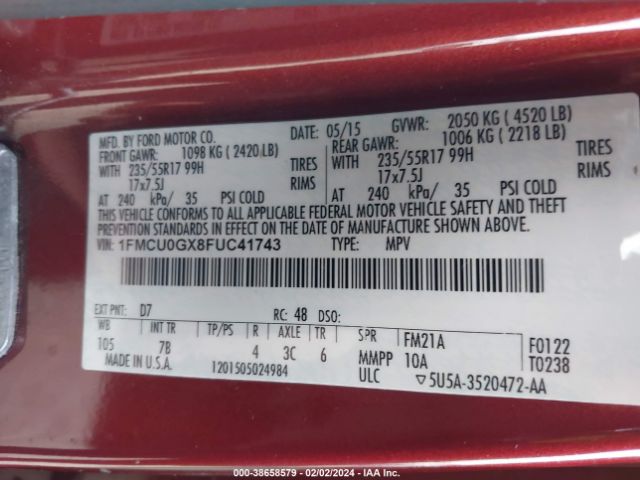 MFD. BY FORD MOTOR CO. DATE: 05/15 GVWR: 2050 KG ( 4520 LB)
FRONT GAWR: 1098 KG ( 2420 LB) REAR GAWR: 1006 KG ( 2218 LB)
WITH 235/55R17 99H TIRES WITH 235/55R17 99H TIRES
17x7.5J RIMS 17x7.5J RIMS
AT 240 kPa/ 35 PSI COLD AT 240 kPa/ 35 PSI COLD
THIS VEHICLE CONFORMS TO ALL APPLICABLE FEDERAL MOTOR VEHICLE SAFETY AND THEFT
PREVENTION STANDARDS IN EFFECT ON THE DATE OF MANUFACTURE SHOWN ABOVE.
VIN: 1FMCU0GX8FUC41743 TYPE: MPV
EXT PNT: D7 RC: 48 DSO:
WB INT TR TP/PS R AXLE TR SPR FM21A F0122
105 7B 4 3C 6 MMPP 10A T0238
MADE IN U.S.A. 1201505024984 ULC ▽5U5A-3520472-AA
000-38658579 - 02/02/2024 - IAA Inc.